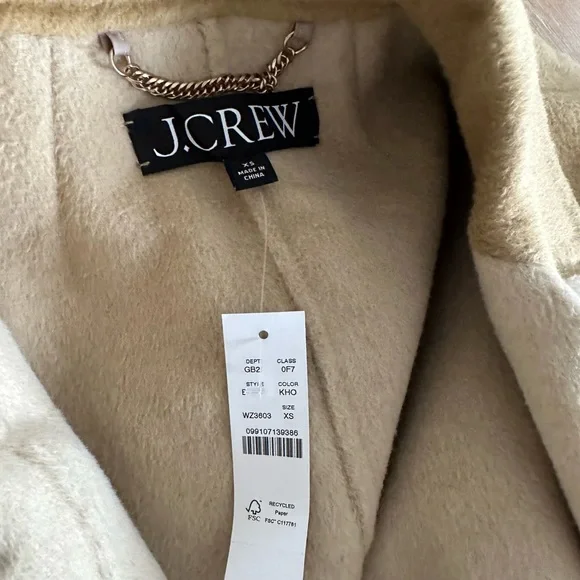 J.CREW
XS
MADE IN
CHINA
DEPT CLASS
GB2 0F7
STYLE COLOR
KHO
SIZE
WZ3603 XS
099107139386
FSC
RECYCLED
Paper
FSC® C117791